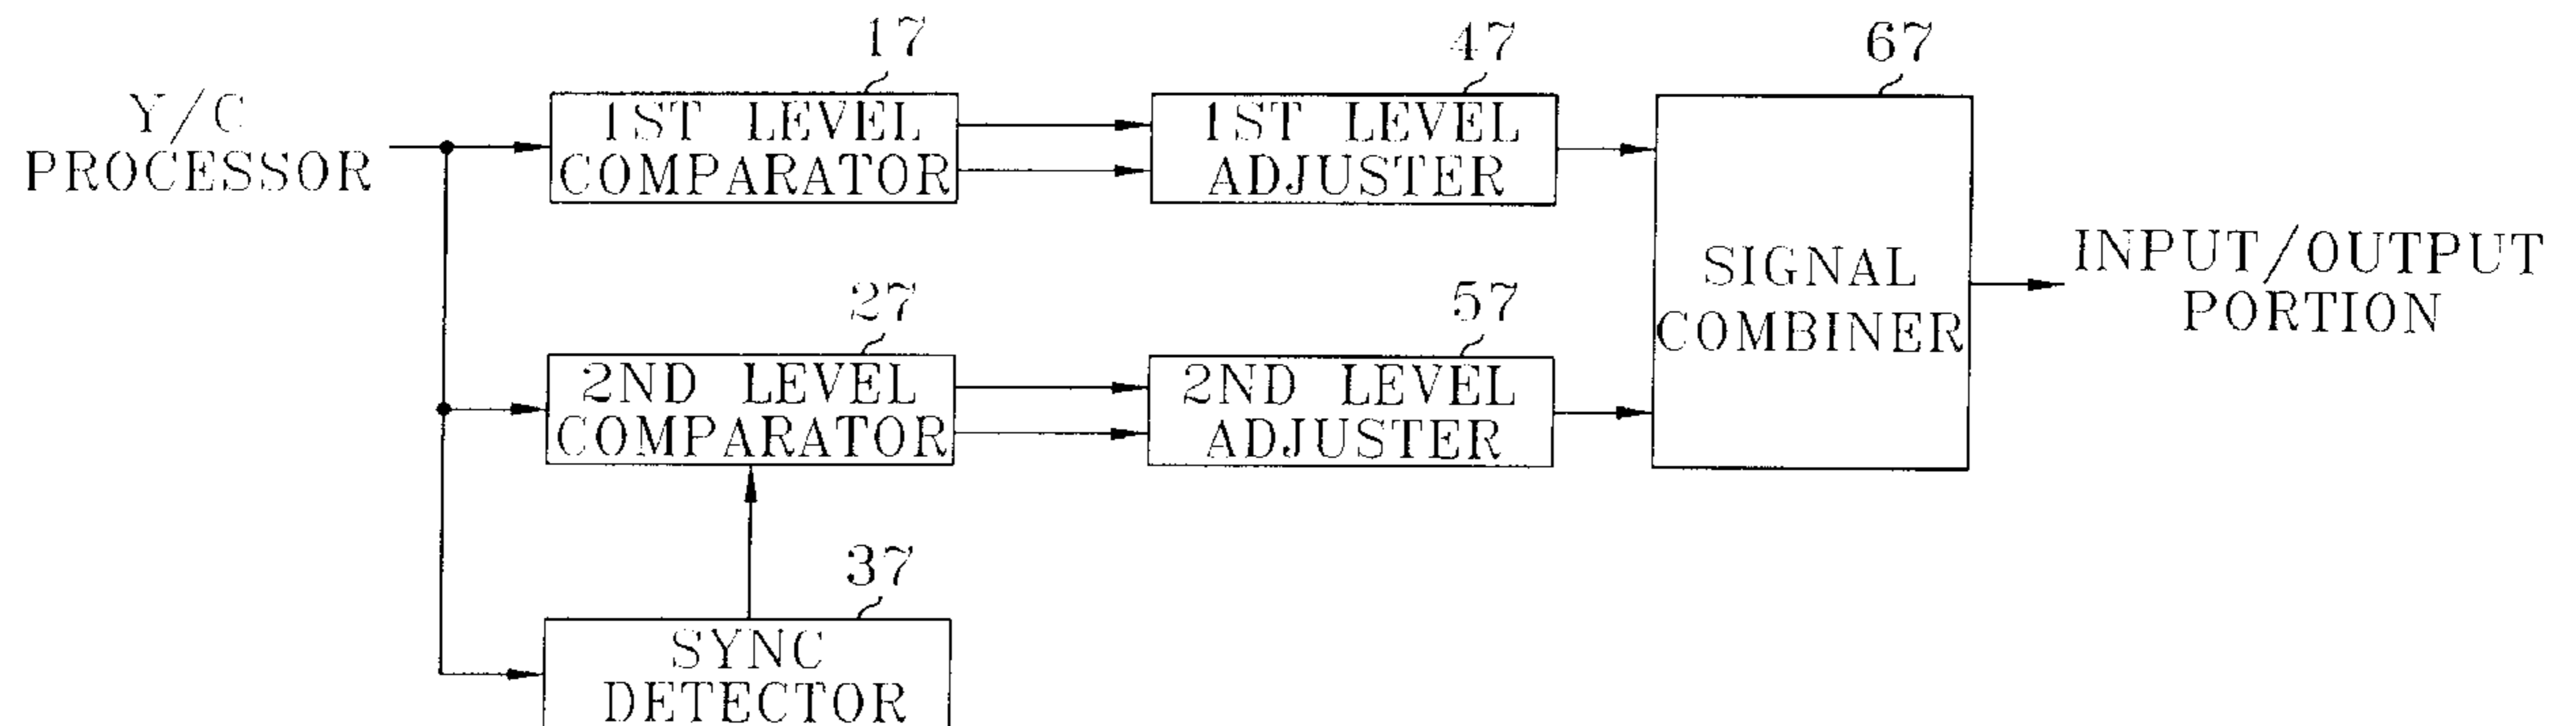 17
47
67
Y/C
PROCESSOR
1ST LEVEL
COMPARATOR
1ST LEVEL
ADJUSTER
SIGNAL
COMBINER
INPUT/OUTPUT
PORTION
27
57
2ND LEVEL
COMPARATOR
2ND LEVEL
ADJUSTER
37
SYNC
DETECTOR